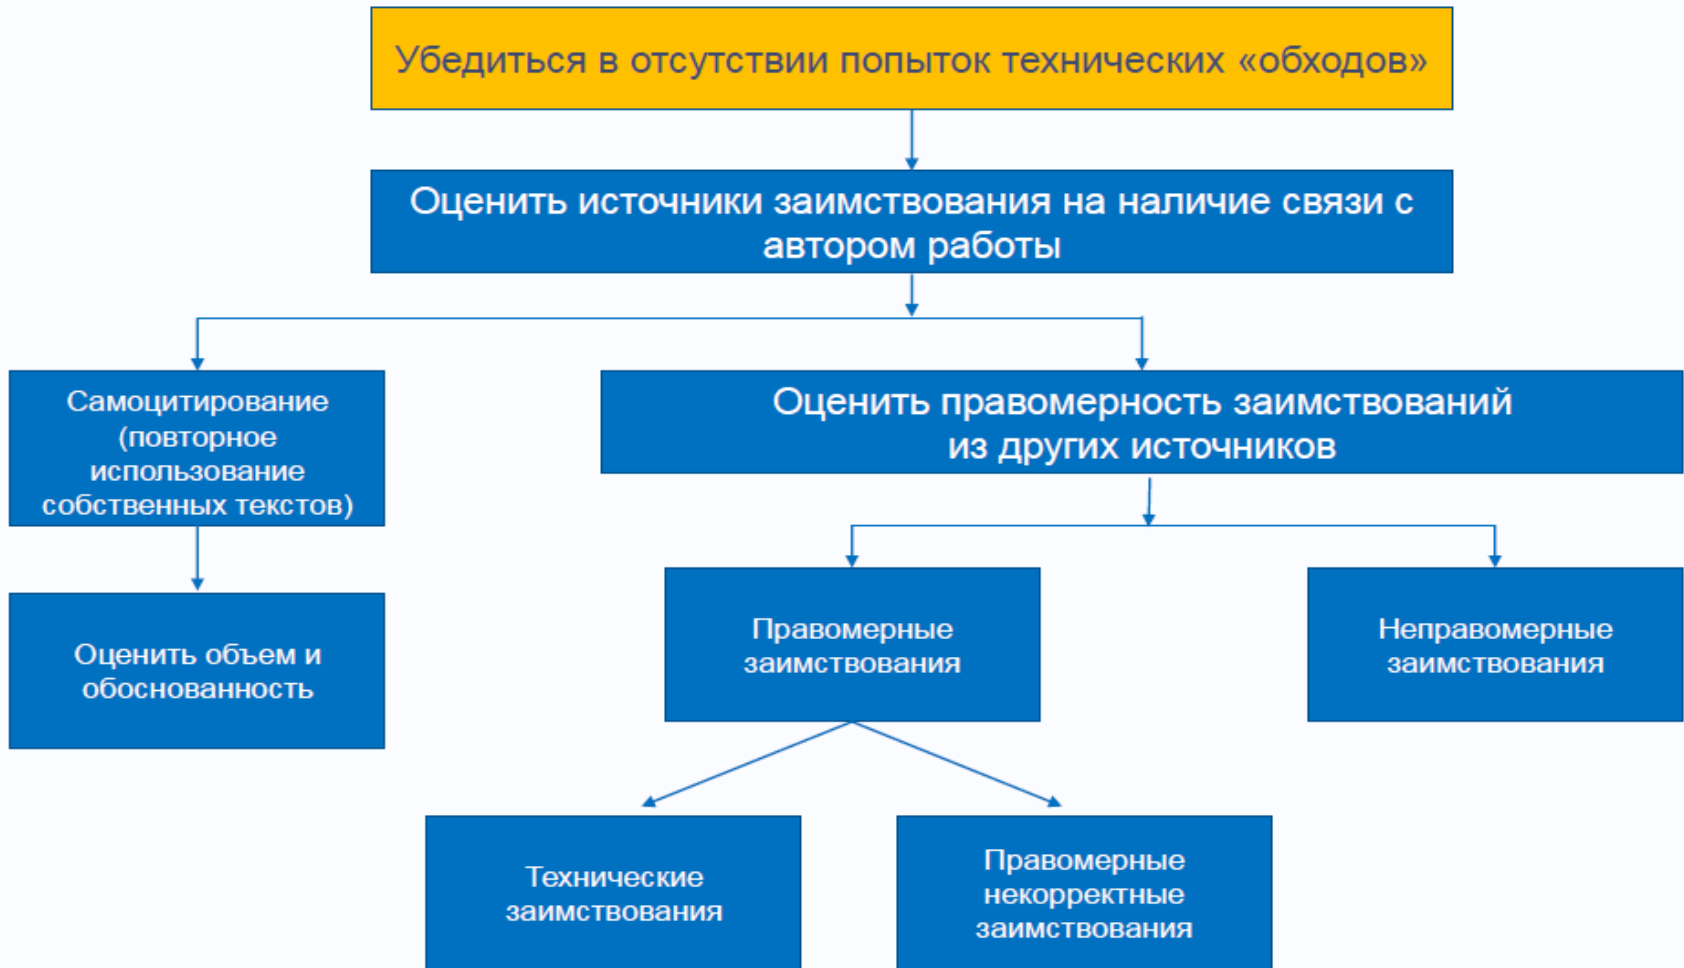 Убедиться в отсутствии попыток технических «обходов»
Оценить источники заимствования на наличие связи с
автором работы
Самоцитирование
(повторное
использование
собственных текстов)
Оценить правомерность заимствований
из других источников
Оценить объем и
обоснованность
Правомерные
заимствования
Неправомерные
заимствования
Технические
заимствования
Правомерные
некорректные
заимствования